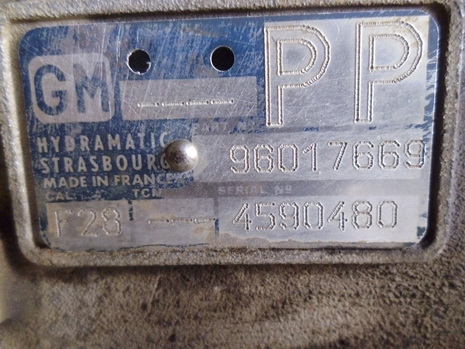 GM
PP
HYDRAMATIC
STRASBOURG
MADE IN FRANCE
96017669
CAL TCM
SERIAL Nº
F28
4590480